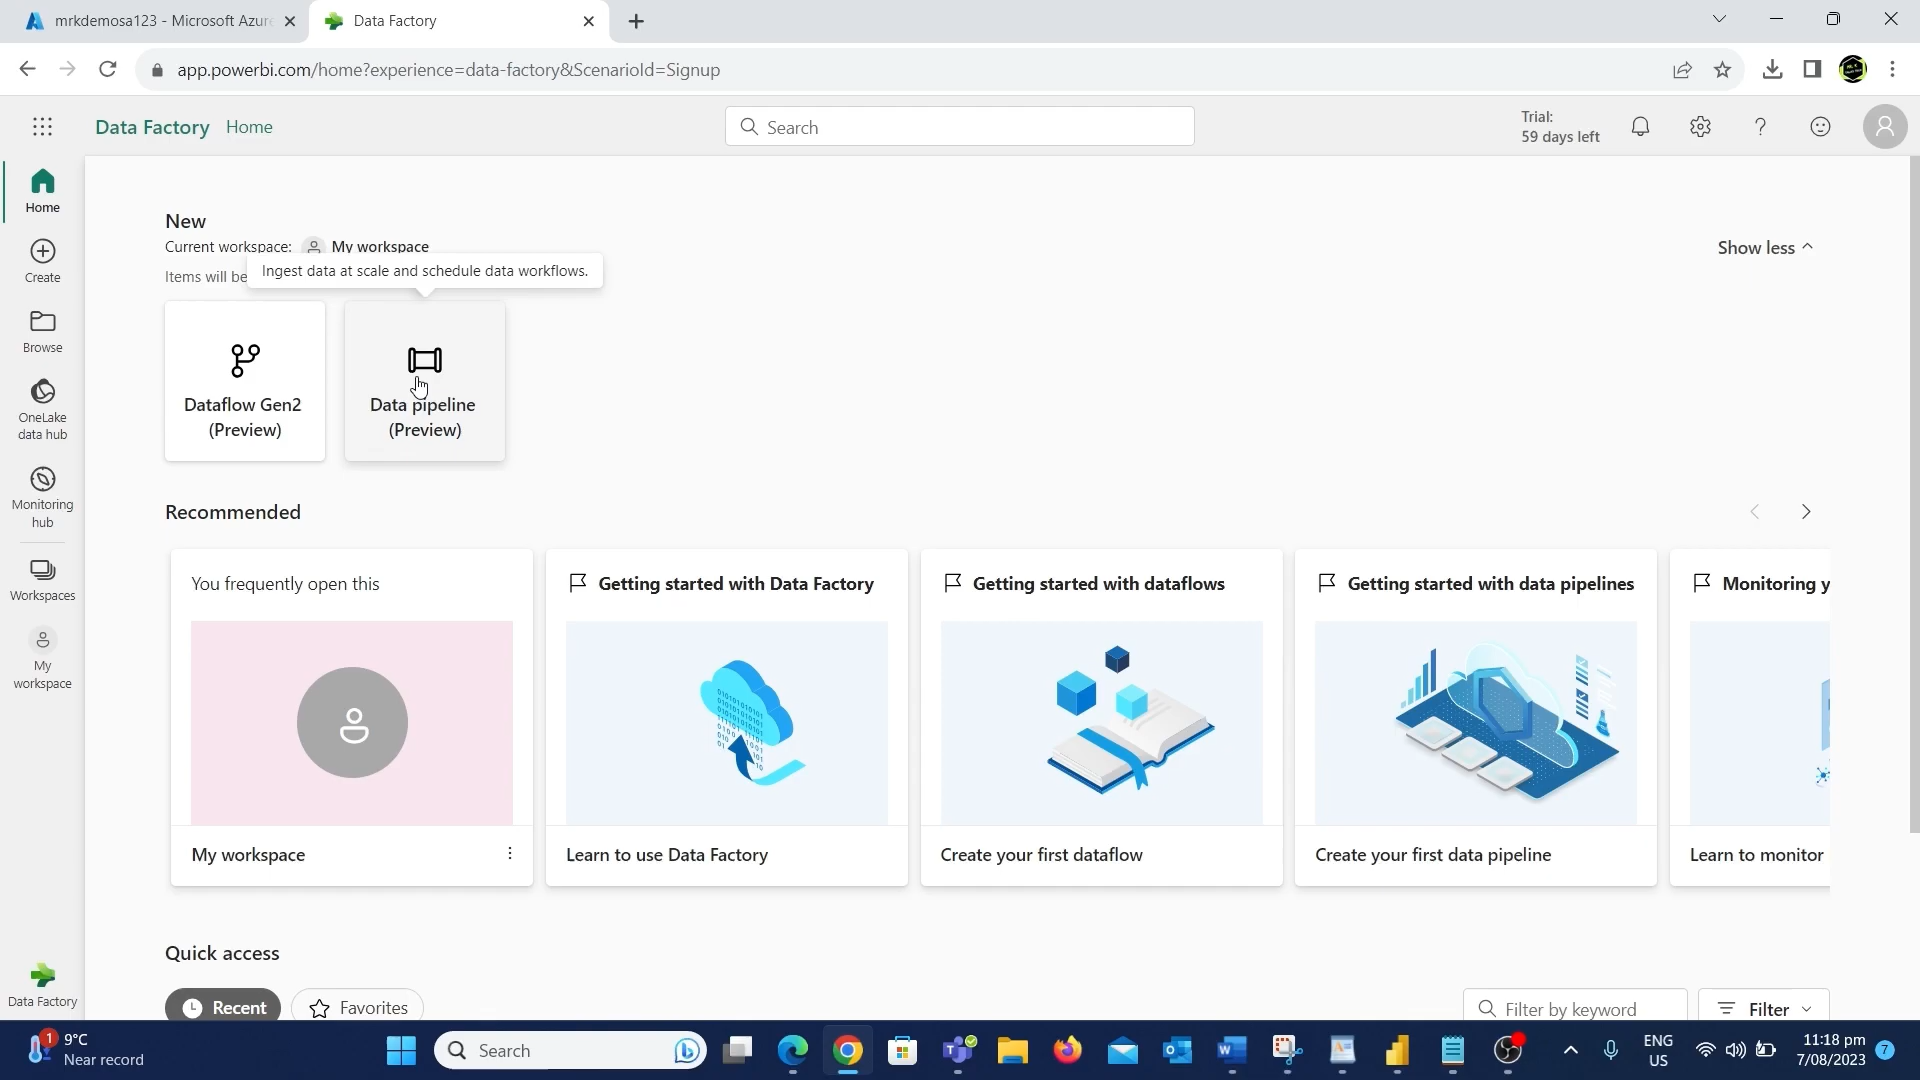 mrkdemosa123 - Microsoft Azure
Data Factory
app.powerbi.com/home?experience=data-factory&ScenarioId=Signup
Data Factory Home
Search
Trial:
59 days left
Home
Create
Browse
OneLake
data hub
Monitoring
hub
Workspaces
My
workspace
Data Factory
New
Current workspace: My workspace
Show less
Items will be
Ingest data at scale and schedule data workflows.
Dataflow Gen2
(Preview)
Data pipeline
(Preview)
Recommended
You frequently open this
My workspace
Getting started with Data Factory
Learn to use Data Factory
Getting started with dataflows
Create your first dataflow
Getting started with data pipelines
Create your first data pipeline
Monitoring y
Learn to monitor
Quick access
Recent
Favorites
Filter by keyword
Filter
1
9°C
Near record
Search
ENG
US
11:18 pm
7/08/2023
7